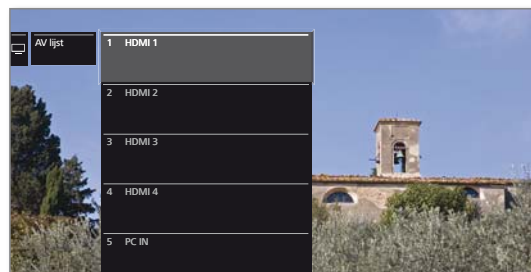 AV lijst
1 HDMI 1
2 HDMI 2
3 HDMI 3
4 HDMI 4
5 PC IN